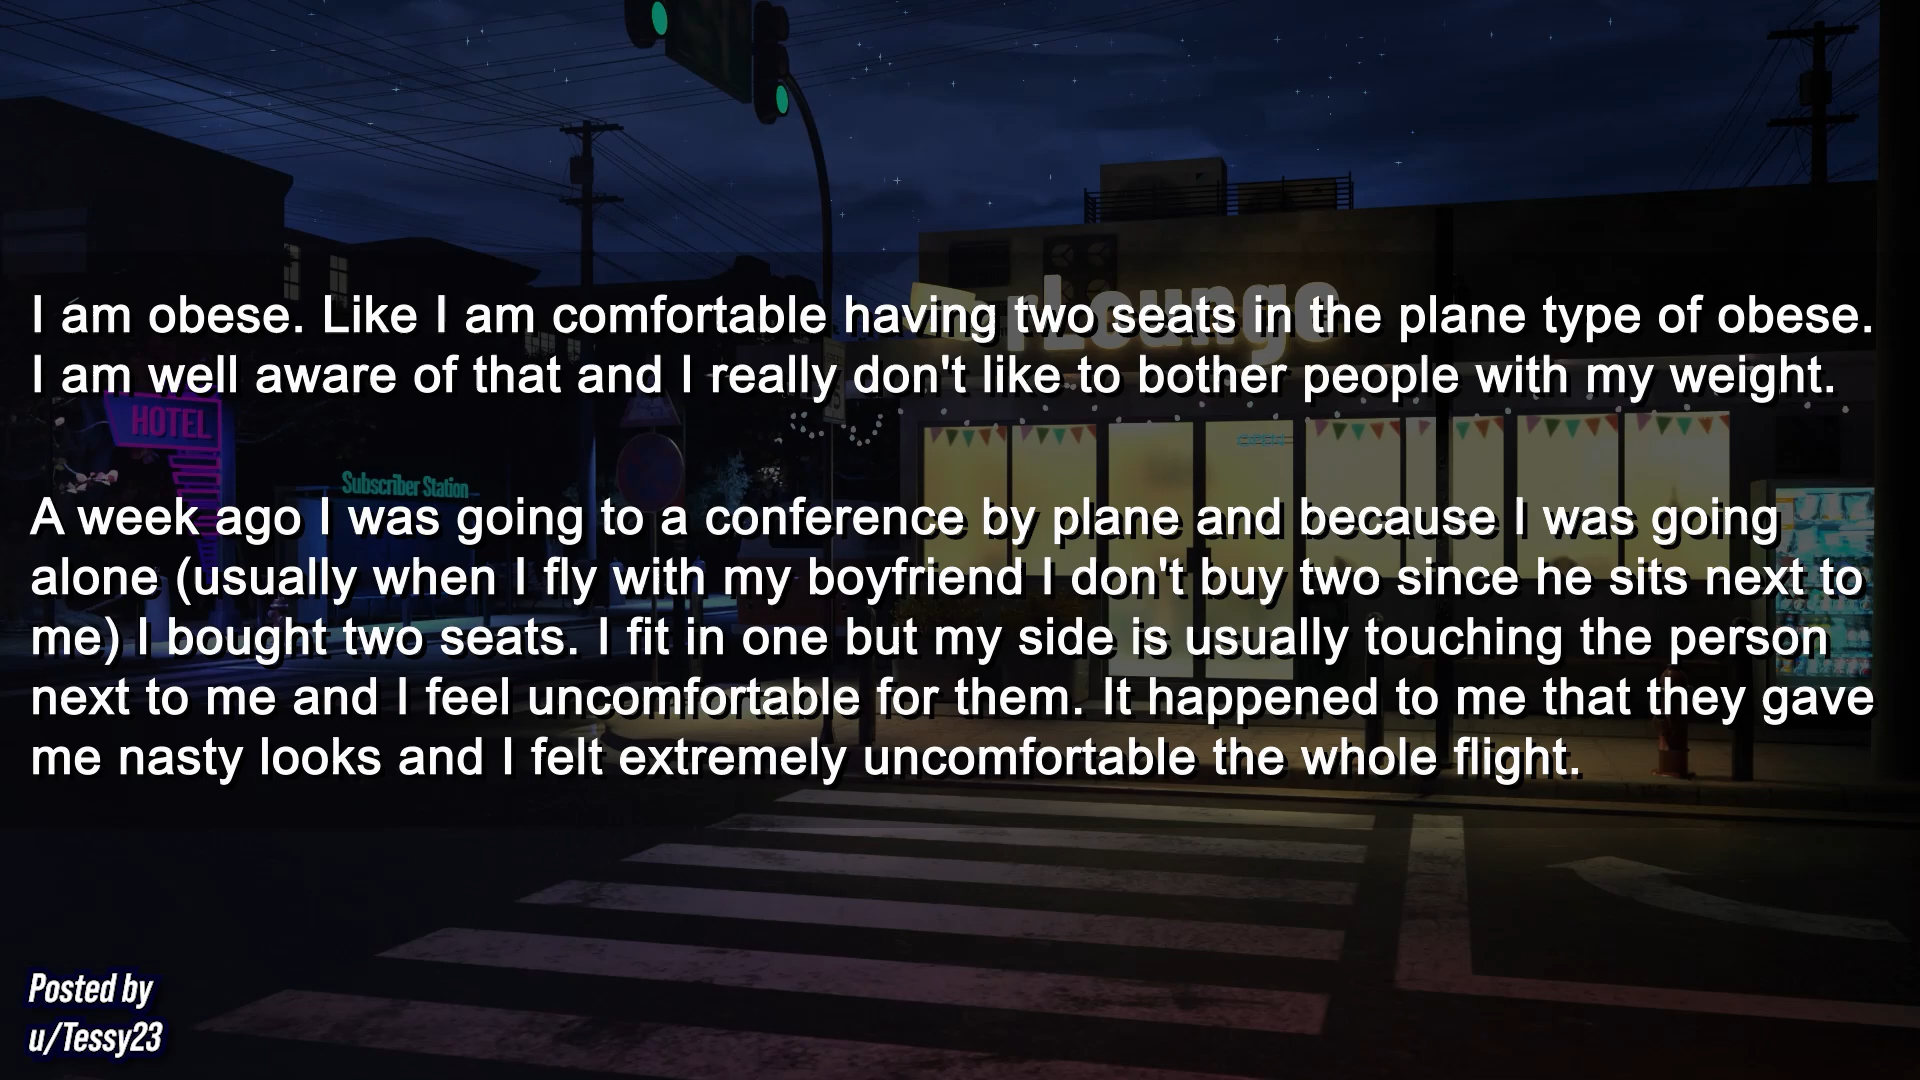 rLounge
I am obese. Like I am comfortable having two seats in the plane type of obese.
I am well aware of that and I really don't like to bother people with my weight.
HOTEL
OPEN
Subscriber Station
A week ago I was going to a conference by plane and because I was going
alone (usually when I fly with my boyfriend I don't buy two since he sits next to
me) I bought two seats. I fit in one but my side is usually touching the person
next to me and I feel uncomfortable for them. It happened to me that they gave
me nasty looks and I felt extremely uncomfortable the whole flight.
Posted by
u/Tessy23